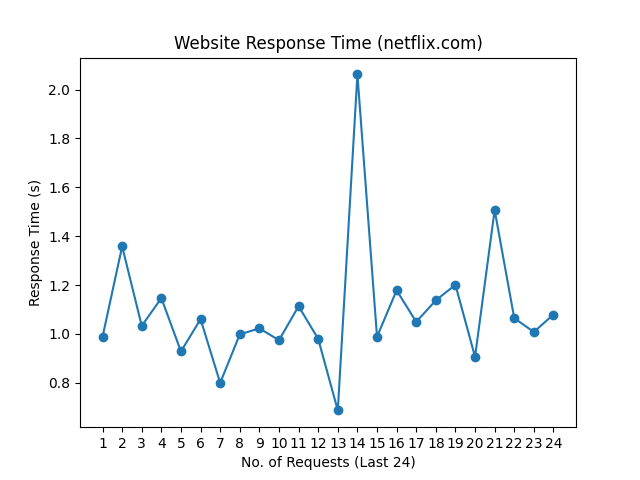 Website Response Time (netflix.com)
Response Time (s)
2.0
1.8
1.6
1.4
1.2
1.0
0.8
1 2 3 4 5 6 7 8 9 10 11 12 13 14 15 16 17 18 19 20 21 22 23 24
No. of Requests (Last 24)